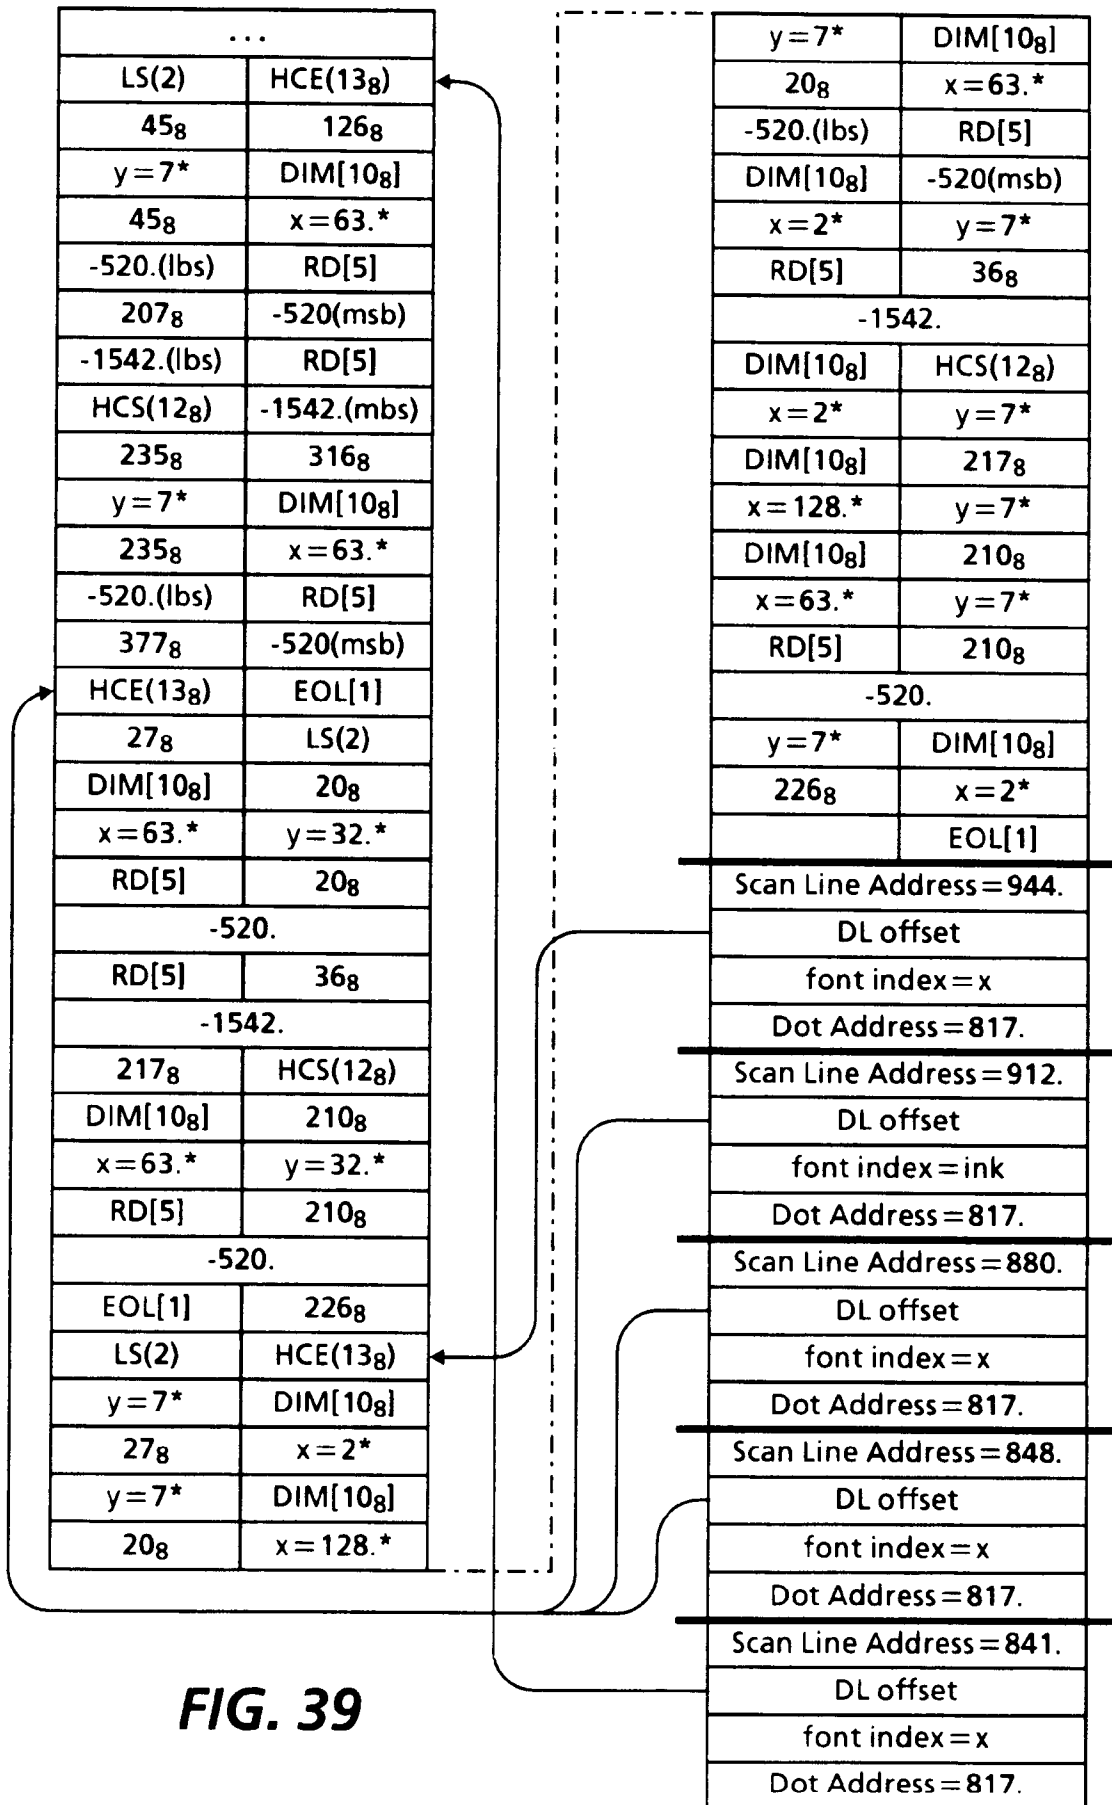 ...
LS(2) HCE(13₈)
45₈ 126₈
y=7* DIM[10₈]
45₈ x=63.*
-520.(lbs) RD[5]
207₈ -520(msb)
-1542.(lbs) RD[5]
HCS(12₈) -1542.(mbs)
235₈ 316₈
y=7* DIM[10₈]
235₈ x=63.*
-520.(lbs) RD[5]
377₈ -520(msb)
HCE(13₈) EOL[1]
27₈ LS(2)
DIM[10₈] 20₈
x=63.* y=32.*
RD[5] 20₈
-520.
RD[5] 36₈
-1542.
217₈ HCS(12₈)
DIM[10₈] 210₈
x=63.* y=32.*
RD[5] 210₈
-520.
EOL[1] 226₈
LS(2) HCE(13₈)
y=7* DIM[10₈]
27₈ x=2*
y=7* DIM[10₈]
20₈ x=128.*
y=7* DIM[10₈]
20₈ x=63.*
-520.(lbs) RD[5]
DIM[10₈] -520(msb)
x=2* y=7*
RD[5] 36₈
-1542.
DIM[10₈] HCS(12₈)
x=2* y=7*
DIM[10₈] 217₈
x=128.* y=7*
DIM[10₈] 210₈
x=63.* y=7*
RD[5] 210₈
-520.
y=7* DIM[10₈]
226₈ x=2*
EOL[1]
Scan Line Address=944.
DL offset
font index=x
Dot Address=817.
Scan Line Address=912.
DL offset
font index=ink
Dot Address=817.
Scan Line Address=880.
DL offset
font index=x
Dot Address=817.
Scan Line Address=848.
DL offset
font index=x
Dot Address=817.
Scan Line Address=841.
DL offset
font index=x
Dot Address=817.
FIG. 39